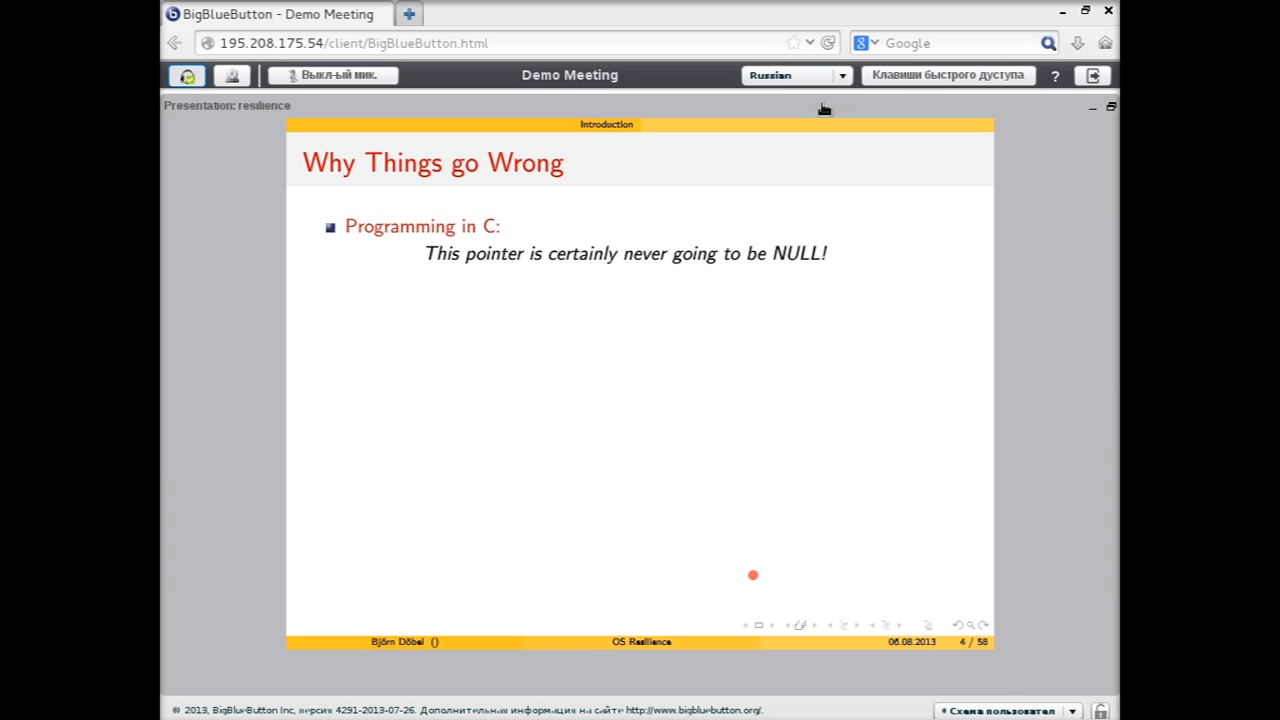 BigBlueButton - Demo Meeting
195.208.175.54/client/BigBlueButton.html
Google
Выкл-ый мик.
Demo Meeting
Russian
Клавиши быстрого доступа
?
Presentation: resilience
Introduction
Why Things go Wrong
Programming in C:
This pointer is certainly never going to be NULL!
Björn Döbel ()
OS Resilience
06.08.2013
4 / 58
© 2013, BigBlueButton Inc, версия 4291-2013-07-26. Дополнительная информация на сайте http://www.bigbluebutton.org/.
* Схема пользовател